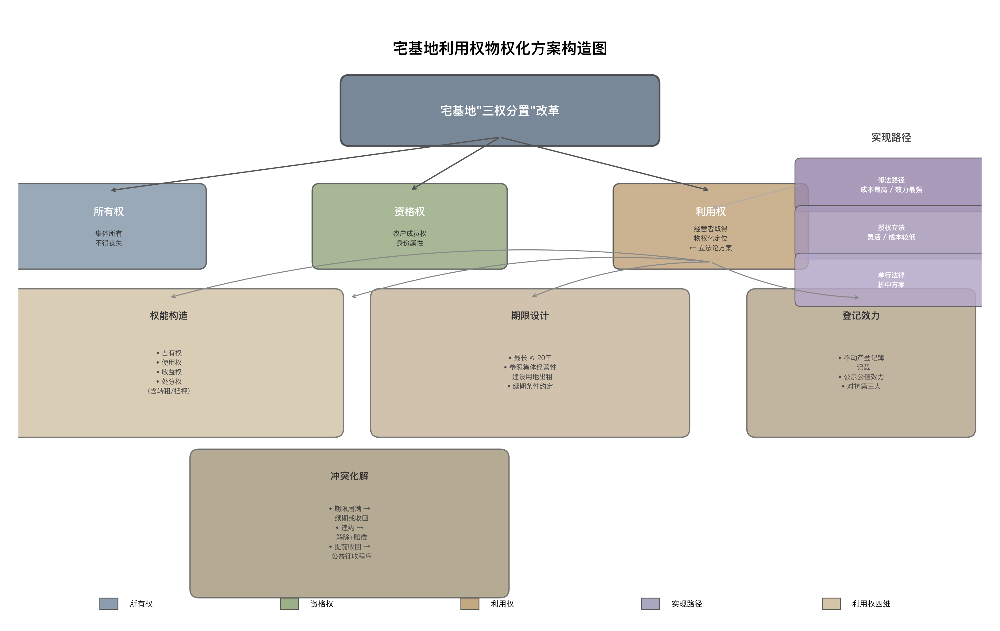 宅基地利用权物权化方案构造图
宅基地"三权分置"改革
实现路径
修法路径
成本最高 / 效力最强
授权立法
灵活 / 成本较低
单行法律
折中方案
所有权
集体所有
不得丧失
资格权
农户成员权
身份属性
利用权
经营者取得
物权化定位
← 立法论方案
权能构造
• 占有权
• 使用权
• 收益权
• 处分权
(含转租/抵押)
期限设计
• 最长 ≤ 20年
• 参照集体经营性
建设用地出租
• 续期条件约定
登记效力
• 不动产登记簿
记载
• 公示公信效力
• 对抗第三人
冲突化解
• 期限届满 →
续期或收回
• 违约 →
解除+赔偿
• 提前收回 →
公益征收程序
所有权
资格权
利用权
实现路径
利用权四维